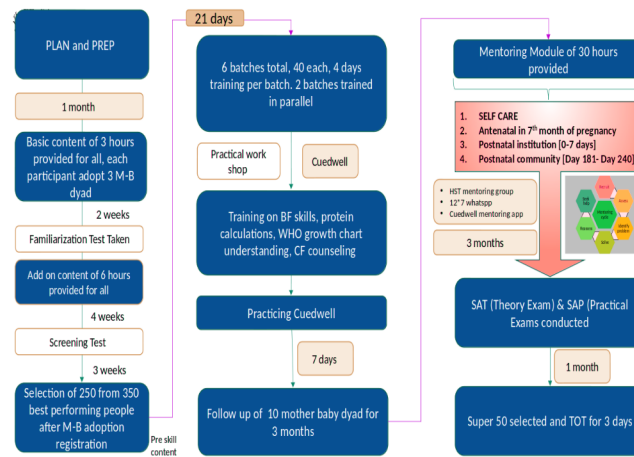 PLAN and PREP
1 month
Basic content of 3 hours
provided for all, each
participant adopt 3 M-B
dyad
2 weeks
Familiarization Test Taken
Add on content of 6 hours
provided for all
4 weeks
Screening Test
3 weeks
Selection of 250 from 350
best performing people
after M-B adoption
registration
Pre skill
content
21 days
6 batches total, 40 each, 4 days
training per batch. 2 batches trained
in parallel
Practical work
shop
Cuedwell
Training on BF skills, protein
calculations, WHO growth chart
understanding, CF counseling
Practicing Cuedwell
7 days
Follow up of 10 mother baby dyad for
3 months
Mentoring Module of 30 hours
provided
1. SELF CARE
2. Antenatal in 7th month of pregnancy
3. Postnatal institution [0-7 days]
4. Postnatal community [Day 181- Day 240]
• HST mentoring group
• 12*7 whatspp
• Cuedwell mentoring app
3 months
Mentoring
cycle
Assess
Identify
problem
Solve
SAT (Theory Exam) & SAP (Practical
Exams conducted
1 month
Super 50 selected and TOT for 3 days